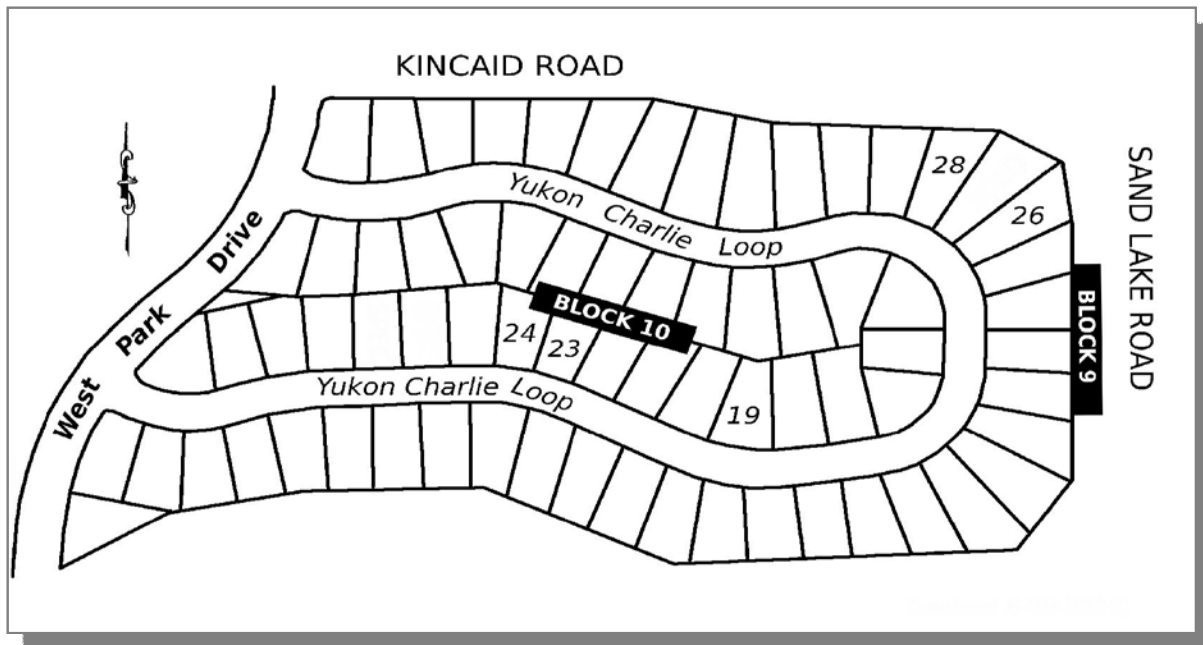 KINCAID ROAD
Yukon Charlie Loop
28
26
SAND LAKE ROAD
West Park Drive
BLOCK 10
24
23
BLOCK 9
Yukon Charlie Loop
19